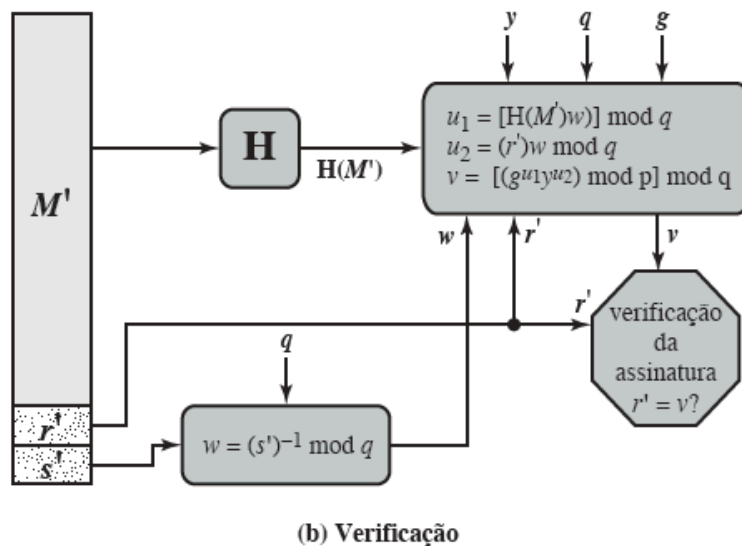 y q g
u₁ = [H(M')w)] mod q
u₂ = (r')w mod q
v = [(gᵘ¹yᵘ²) mod p] mod q
H
H(M')
M'
w r' v
r'
verificação
da
assinatura
r' = v?
q
r'
w = (s')⁻¹ mod q
s'
(b) Verificação